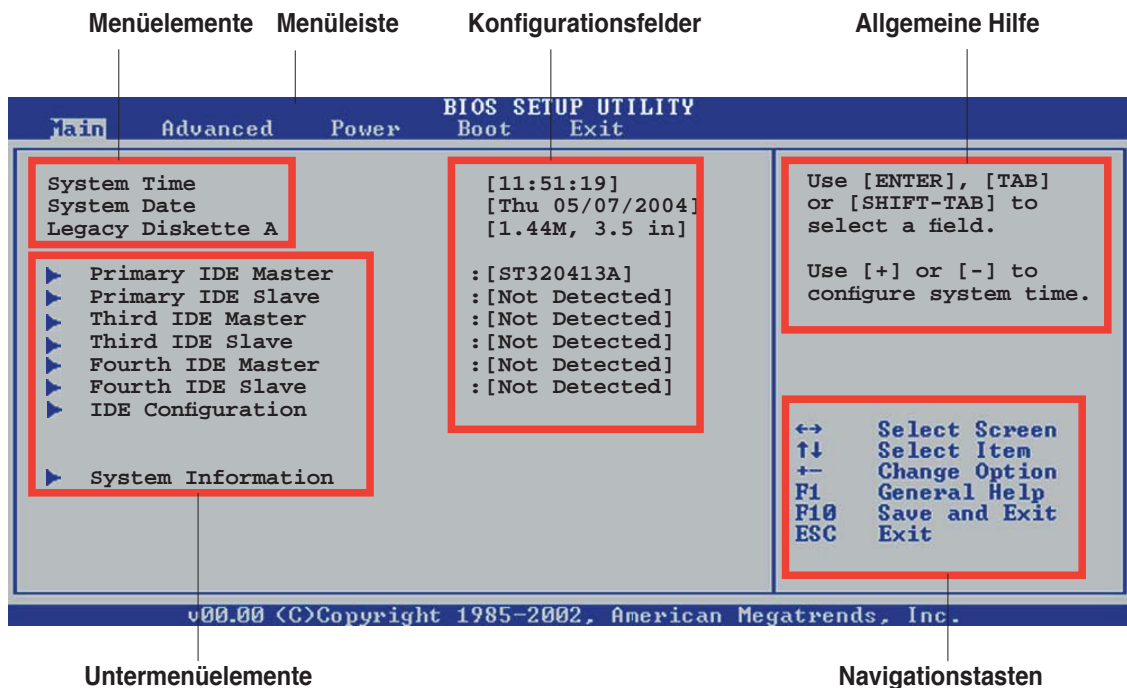 Menüelemente Menüleiste Konfigurationsfelder Allgemeine Hilfe
BIOS SETUP UTILITY
Main Advanced Power Boot Exit
System Time [11:51:19]
System Date [Thu 05/07/2004]
Legacy Diskette A [1.44M, 3.5 in]
Primary IDE Master :[ST320413A]
Primary IDE Slave :[Not Detected]
Third IDE Master :[Not Detected]
Third IDE Slave :[Not Detected]
Fourth IDE Master :[Not Detected]
Fourth IDE Slave :[Not Detected]
IDE Configuration
System Information
Use [ENTER], [TAB]
or [SHIFT-TAB] to
select a field.
Use [+] or [-] to
configure system time.
←→ Select Screen
↑↓ Select Item
+- Change Option
F1 General Help
F10 Save and Exit
ESC Exit
v00.00 (C)Copyright 1985-2002, American Megatrends, Inc.
Untermenüelemente Navigationstasten